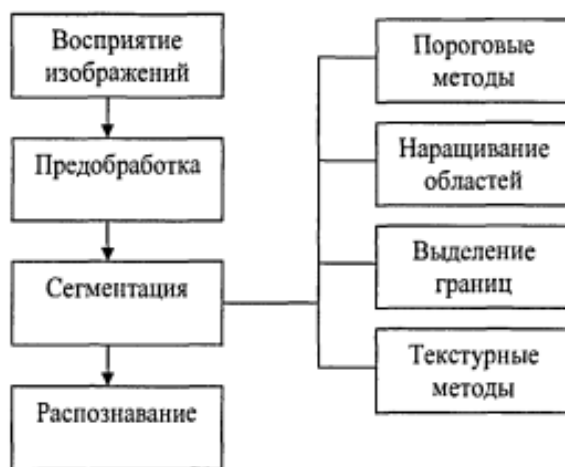 Восприятие
изображений
Предобработка
Сегментация
Распознавание
Пороговые
методы
Наращивание
областей
Выделение
границ
Текстурные
методы